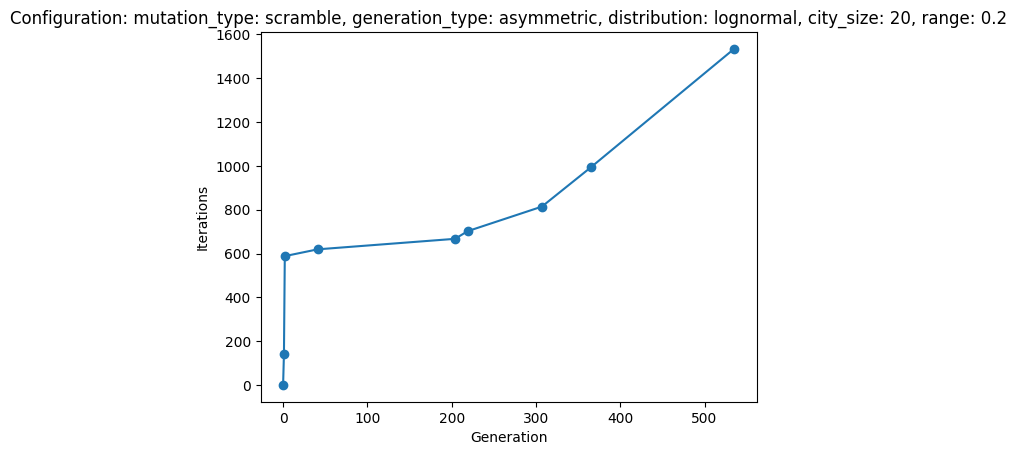 Configuration: mutation_type: scramble, generation_type: asymmetric, distribution: lognormal, city_size: 20, range: 0.2
1600
1400
1200
1000
800
600
400
200
0
Iterations
0 100 200 300 400 500
Generation